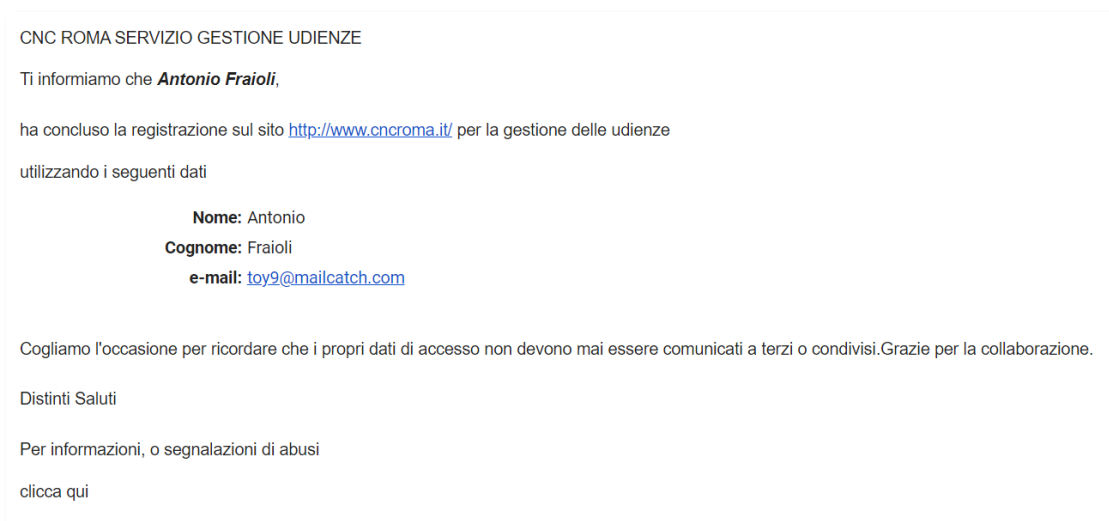 CNC ROMA SERVIZIO GESTIONE UDIENZE
Ti informiamo che Antonio Fraioli,
ha concluso la registrazione sul sito http://www.cncroma.it/ per la gestione delle udienze
utilizzando i seguenti dati
Nome: Antonio
Cognome: Fraioli
e-mail: toy9@mailcatch.com
Cogliamo l'occasione per ricordare che i propri dati di accesso non devono mai essere comunicati a terzi o condivisi.Grazie per la collaborazione.
Distinti Saluti
Per informazioni, o segnalazioni di abusi
clicca qui